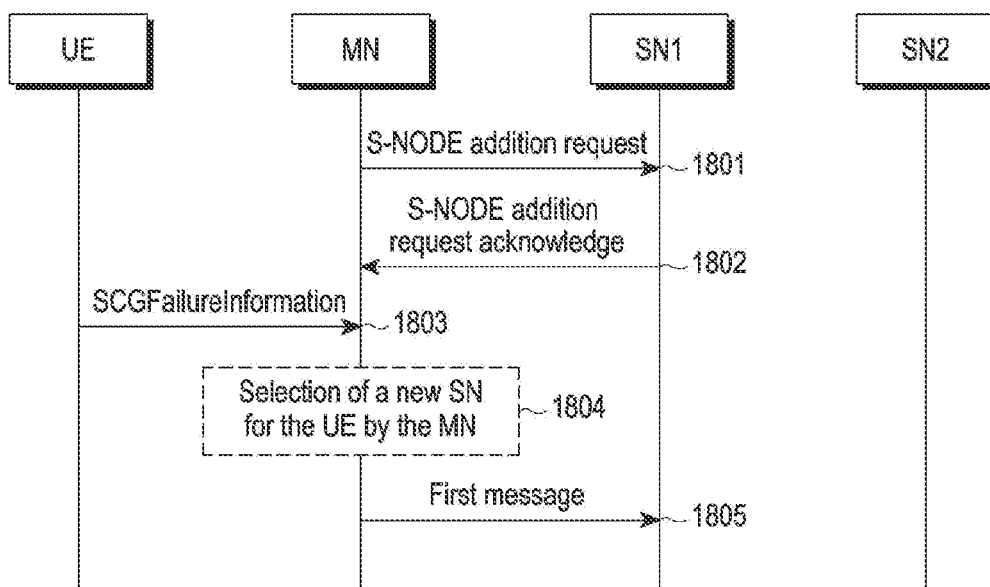 UE
MN
SN1
SN2
S-NODE addition request
1801
S-NODE addition
request acknowledge
1802
SCGFailureInformation
1803
Selection of a new SN
for the UE by the MN
1804
First message
1805